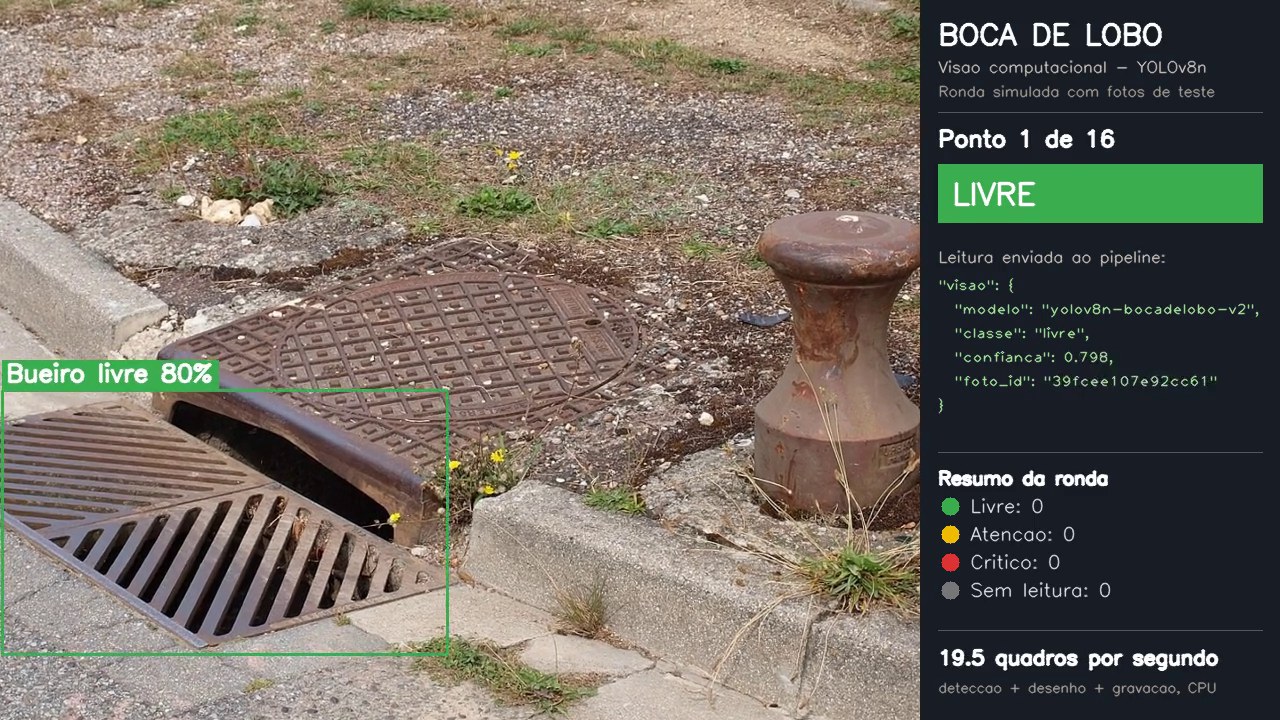 BOCA DE LOBO
Visao computacional - YOLOv8n
Ronda simulada com fotos de teste
Ponto 1 de 16
LIVRE
Leitura enviada ao pipeline:
"visao": {
"modelo": "yolov8n-bocadelobo-v2",
"classe": "livre",
"confianca": 0.798,
"foto_id": "39fcee107e92cc61"
}
Bueiro livre 80%
Resumo da ronda
Livre: 0
Atencao: 0
Critico: 0
Sem leitura: 0
19.5 quadros por segundo
deteccao + desenho + gravacao, CPU